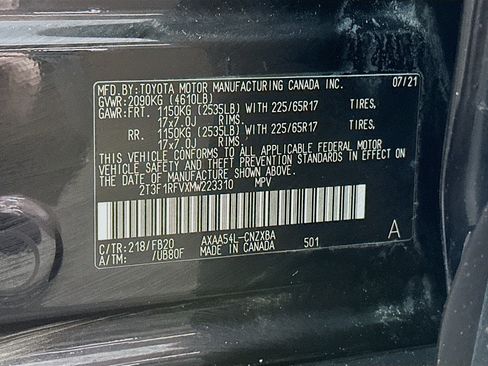 MFD.BY:TOYOTA MOTOR MANUFACTURING CANADA INC. 07/21
GVWR:2090KG (4610LB)
GAWR:FRT. 1150KG (2535LB) WITH 225/65R17 TIRES,
17x7.0J RIMS,
RR. 1150KG (2535LB) WITH 225/65R17 TIRES,
17x7.0J RIMS.
THIS VEHICLE CONFORMS TO ALL APPLICABLE FEDERAL MOTOR
VEHICLE SAFETY AND THEFT PREVENTION STANDARDS IN EFFECT ON
THE DATE OF MANUFACTURE SHOWN ABOVE.
2T3F1RFVXMW223310 MPV
C/TR:218/FB20 AXAA54L-CNZXBA A
A/TM: /UB80F MADE IN CANADA 501